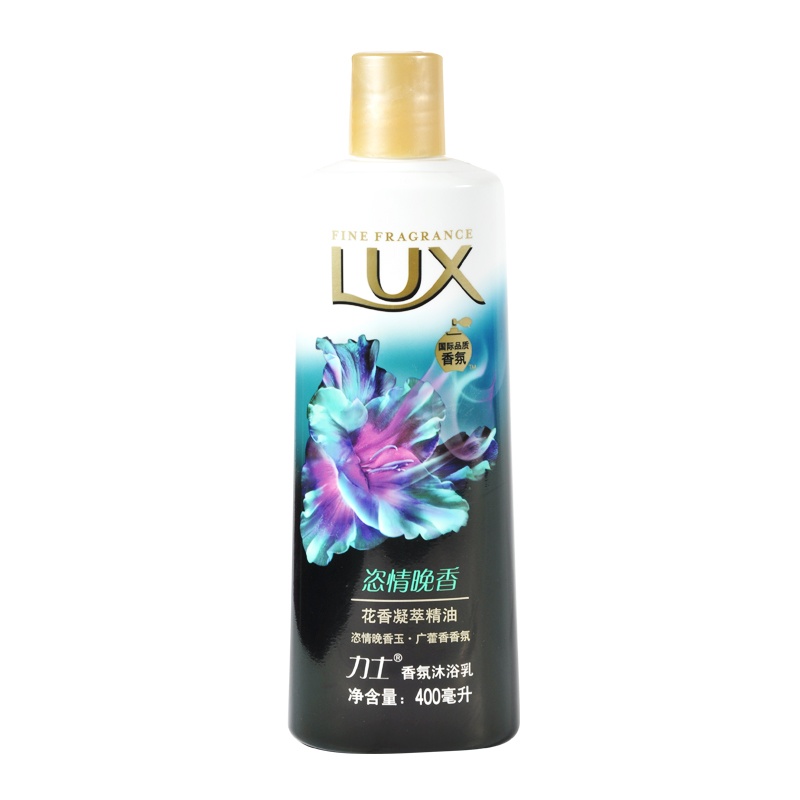 FINE FRAGRANCE
LUX
国际品质
香氛
恣情晚香
花香凝萃精油
恣情晚香玉·广藿香香氛
力士® 香氛沐浴乳
净含量：400毫升